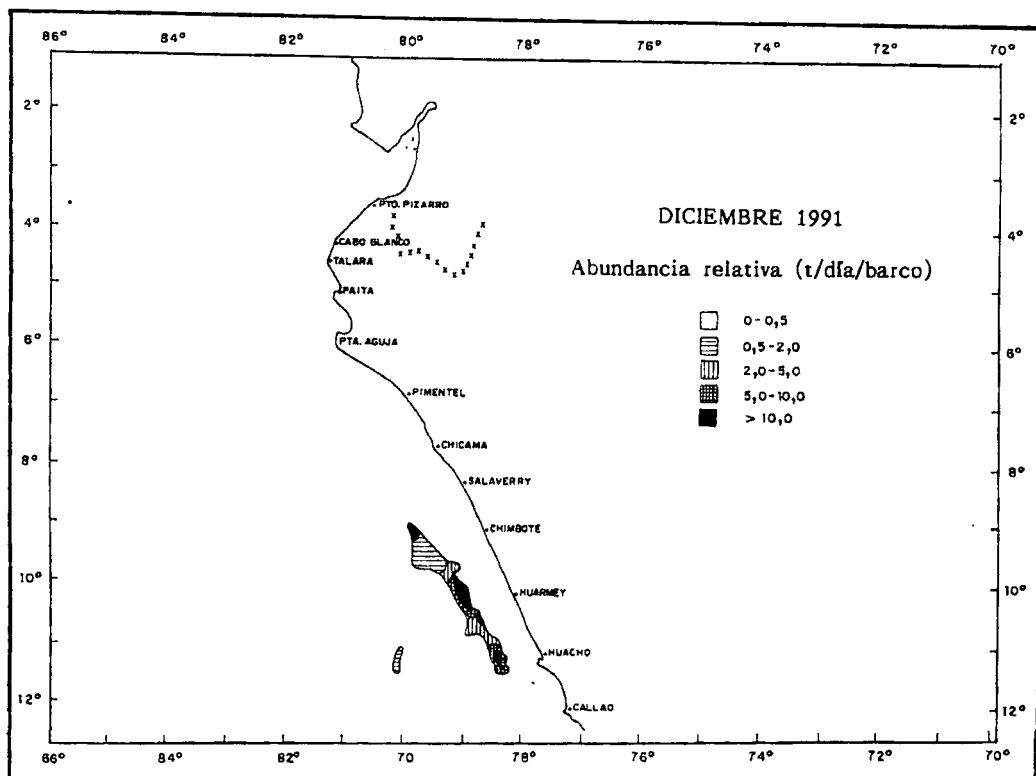 86° 84° 82° 80° 78° 76° 74° 72° 70°
2° 2°
PTO. PIZARRO
4° 4°
DICIEMBRE 1991
CABO BLANCO
TALARA
Abundancia relativa (t/día/barco)
PAITA
0-0,5
PTA. AGUJA
6° 6°
0,5-2,0
2,0-5,0
PIMENTEL
5,0-10,0
> 10,0
CHICAMA
8° 8°
SALAVERRY
CHIMBOTE
10° 10°
HUARMEY
HUACHO
12° 12°
CALLAO
86° 84° 82° 70 78° 76° 74° 72° 70°